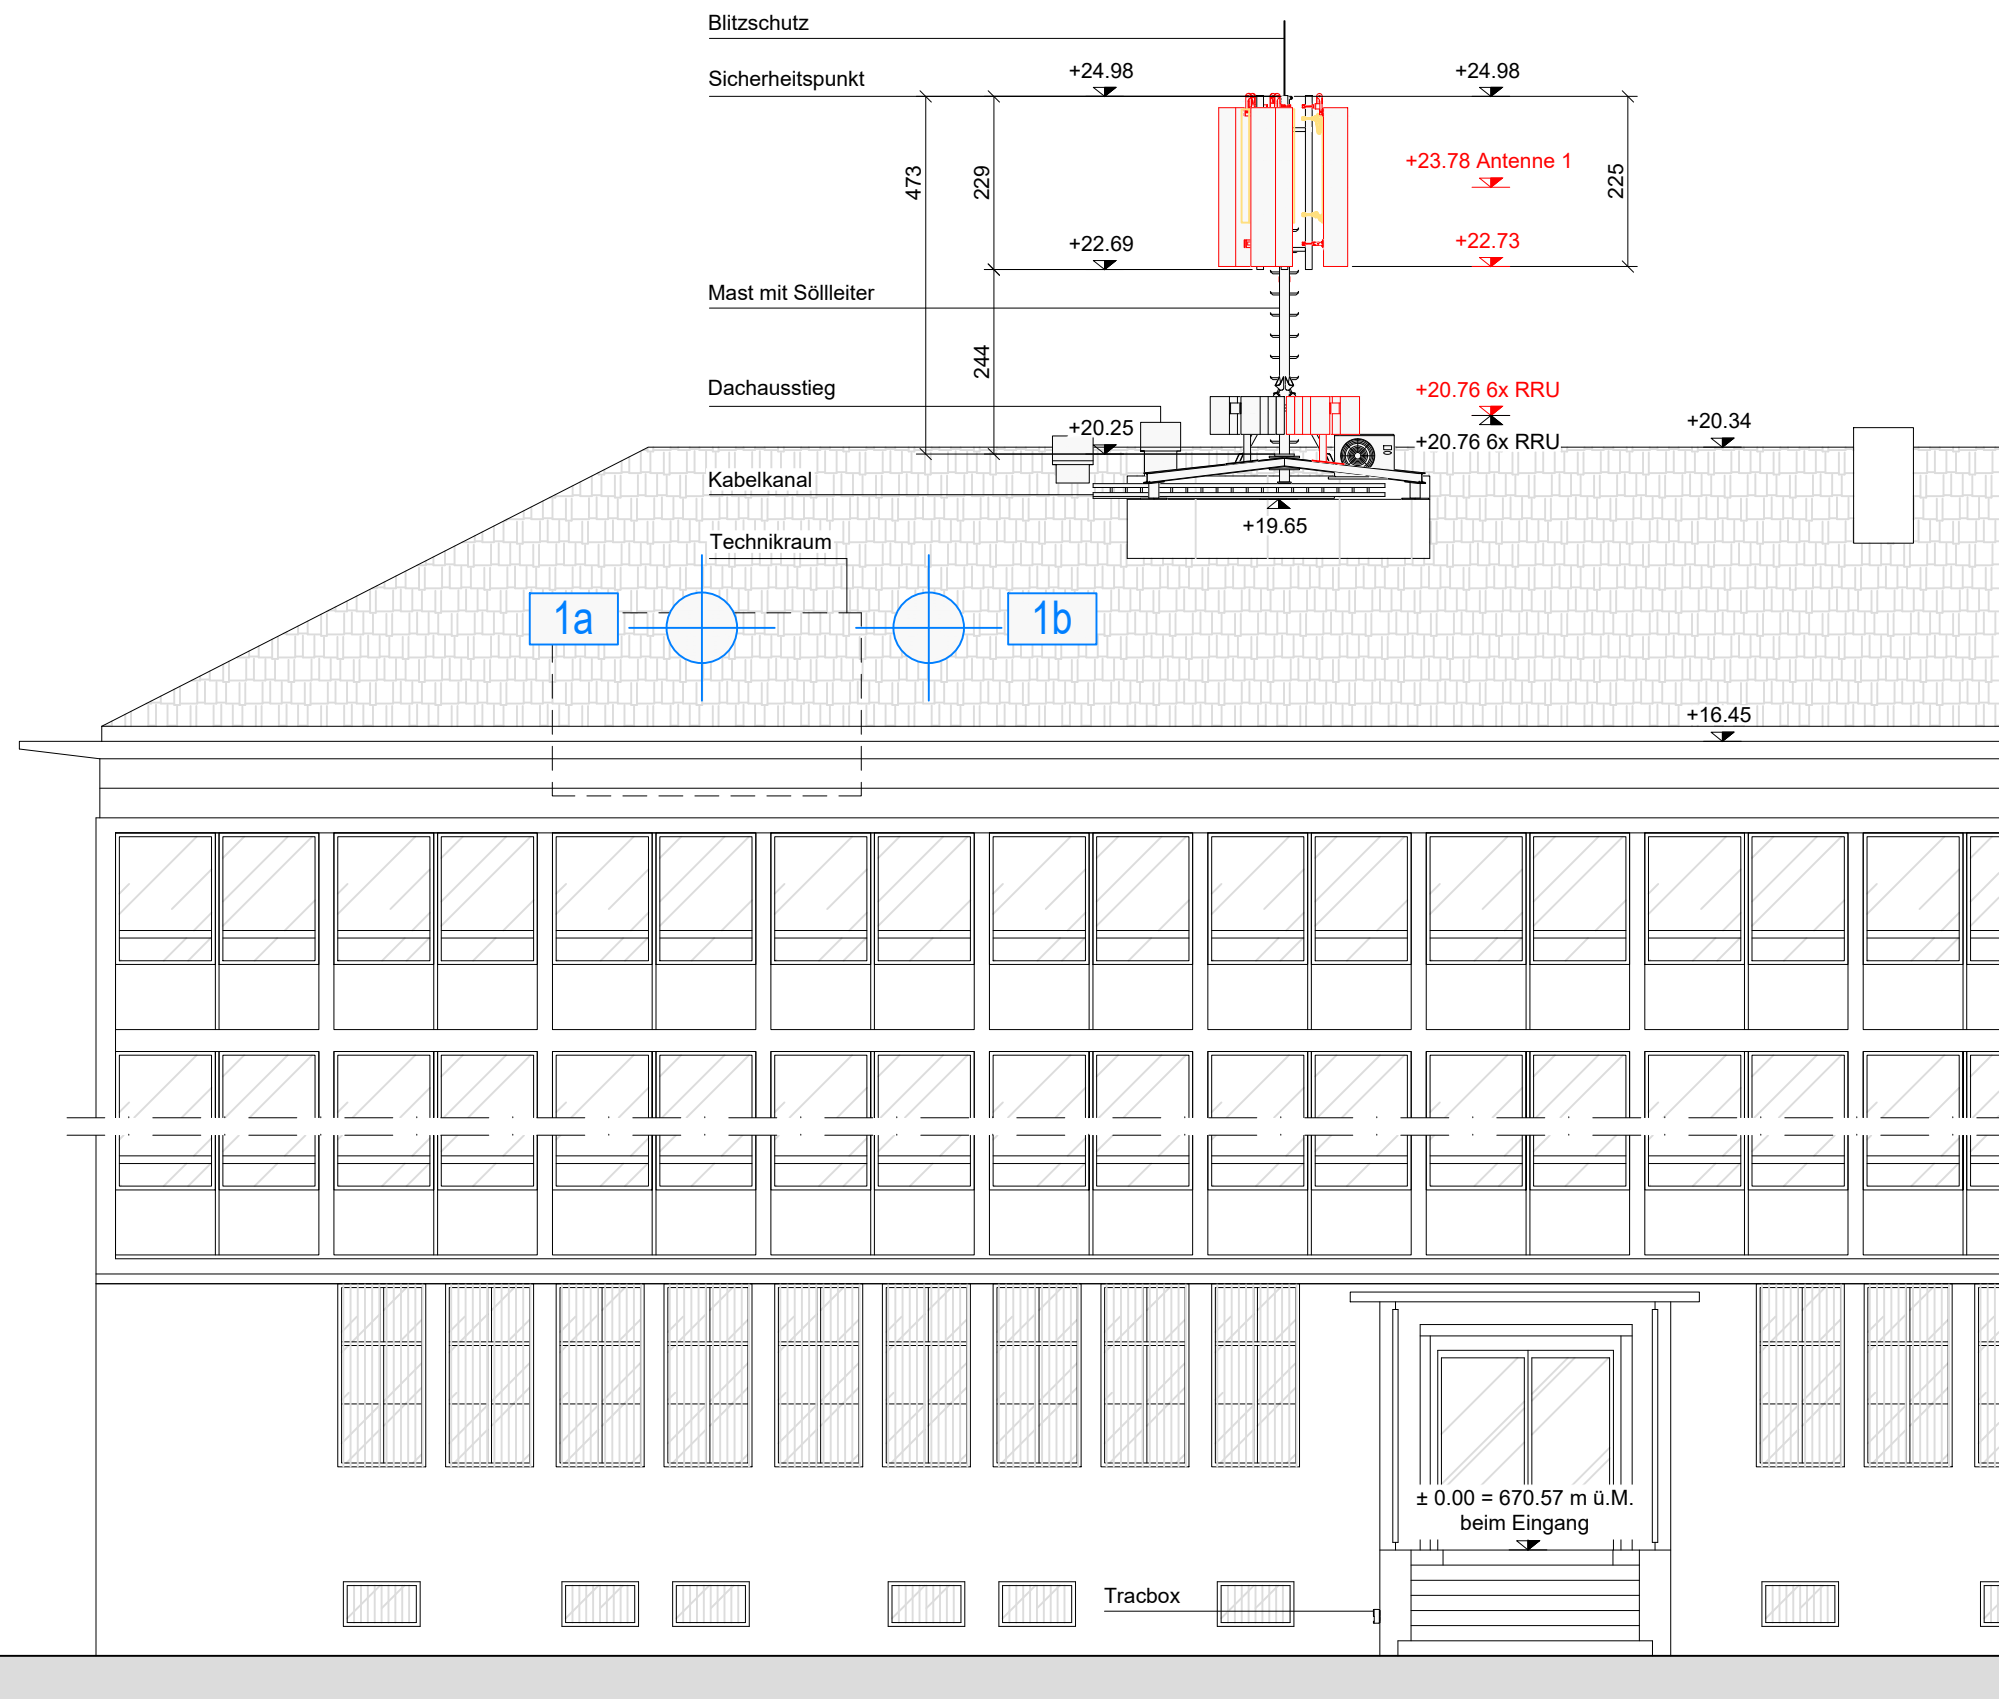 Blitzschutz
Sicherheitspunkt
+24.98
+24.98
473
229
+23.78 Antenne 1
225
+22.69
+22.73
Mast mit Söllleiter
244
Dachausstieg
+20.76 6x RRU
+20.25
+20.76 6x RRU
+20.34
Kabelkanal
+19.65
Technikraum
1a
1b
+16.45
± 0.00 = 670.57 m ü.M.
beim Eingang
Tracbox